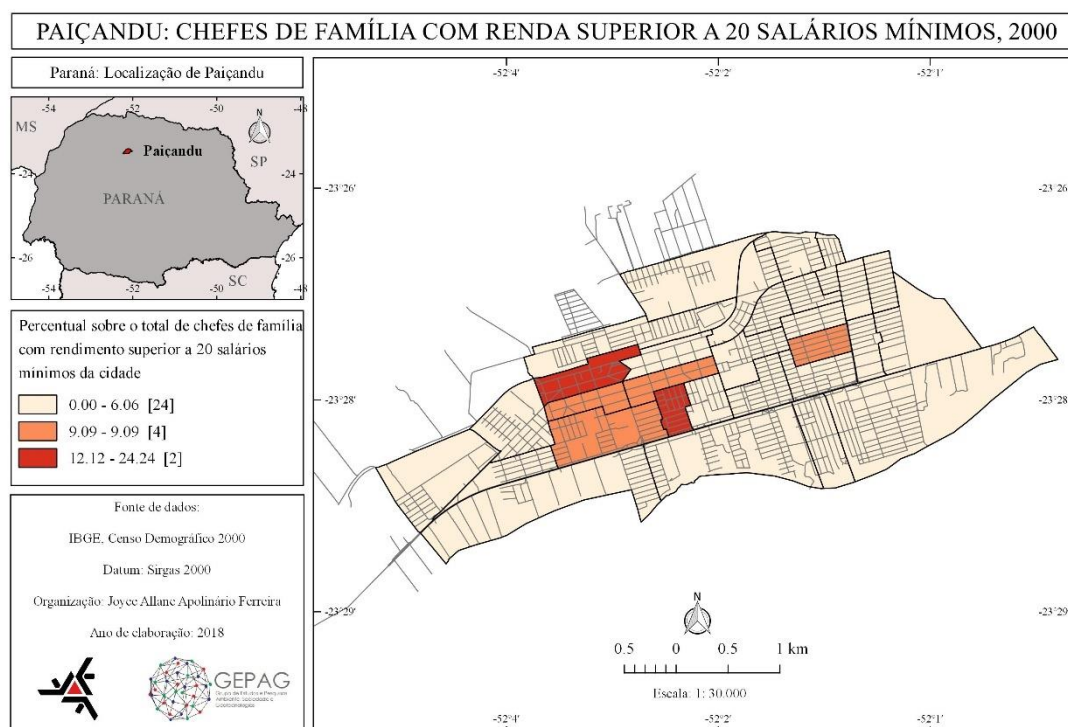 PAIÇANDU: CHEFES DE FAMÍLIA COM RENDA SUPERIOR A 20 SALÁRIOS MÍNIMOS, 2000
Paraná: Localização de Paiçandu
-54
-52
-50
-48
MS
N
Paiçandu
SP
-24
-24
PARANÁ
-26
-26
SC
-54
-52
-50
-48
Percentual sobre o total de chefes de família
com rendimento superior a 20 salários
mínimos da cidade
0.00 - 6.06 [24]
9.09 - 9.09 [4]
12.12 - 24.24 [2]
Fonte de dados:
IBGE, Censo Demográfico 2000
Datum: Sirgas 2000
Organização: Joyce Allane Apolinário Ferreira
Ano de elaboração: 2018
GEPAG
Grupo de Estudos e Pesquisa
-52°4'
-52°2'
-52°1'
-23°26'
-23°26'
-23°28'
-23°28'
-23°29'
-23°29'
N
0.5 0 0.5 1 km
Escala: 1: 30.000
-52°4'
-52°2'
-52°1'